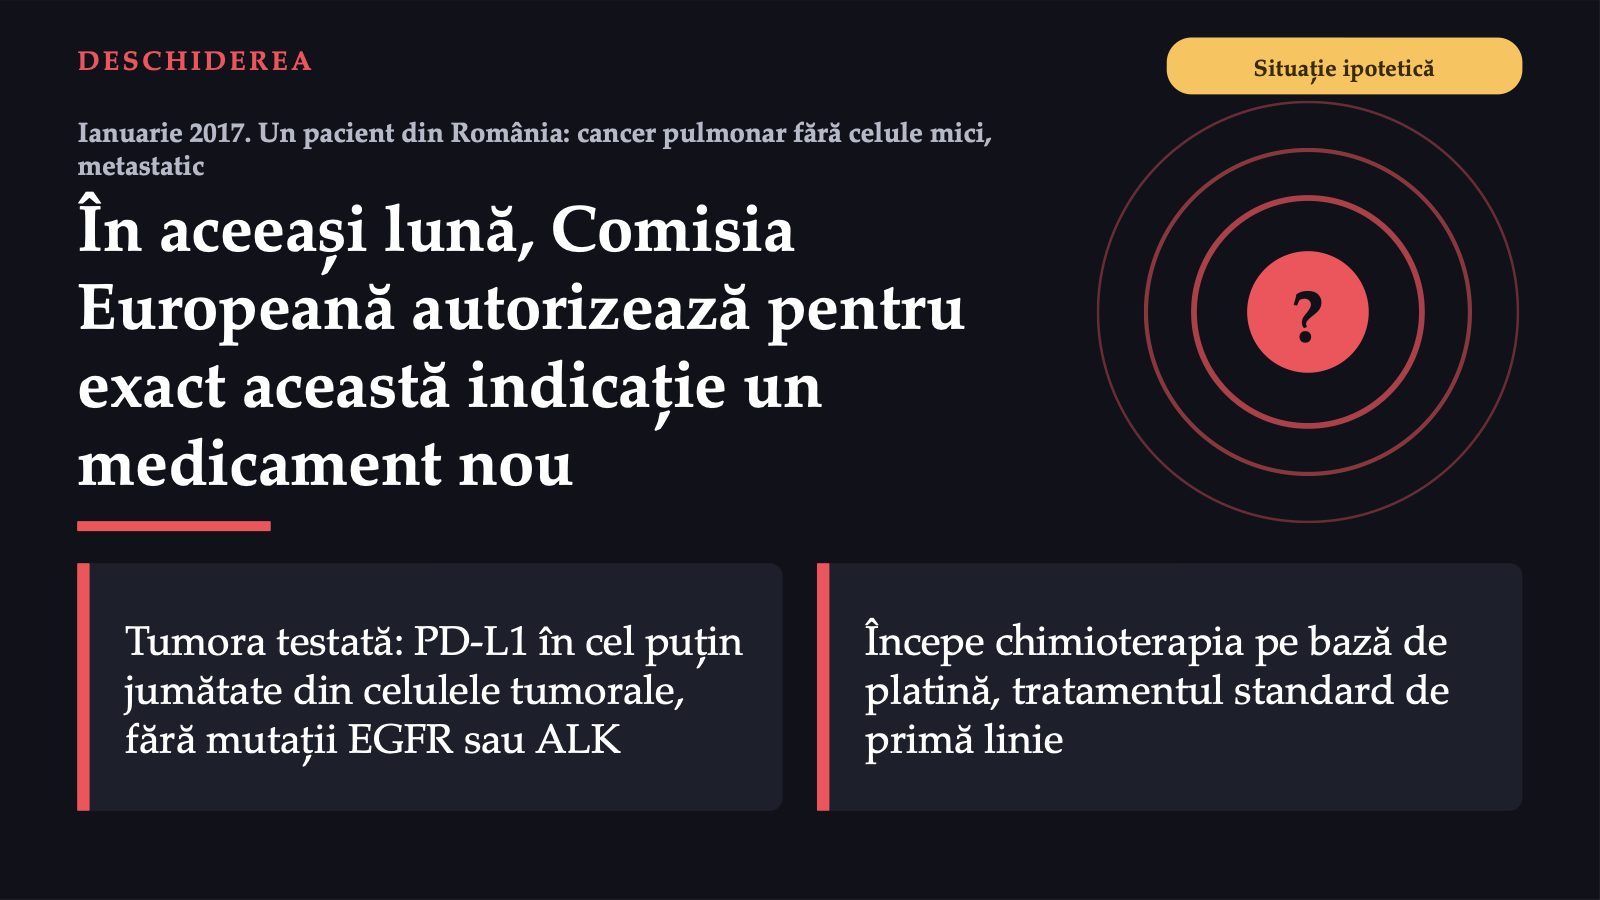 DESCHIDEREA
Situație ipotetică
Ianuarie 2017. Un pacient din România: cancer pulmonar fără celule mici,
metastatic
În aceeași lună, Comisia
Europeană autorizează pentru
exact această indicație un
medicament nou
?
Tumora testată: PD-L1 în cel puțin
jumătate din celulele tumorale,
fără mutații EGFR sau ALK
Începe chimioterapia pe bază de
platină, tratamentul standard de
primă linie